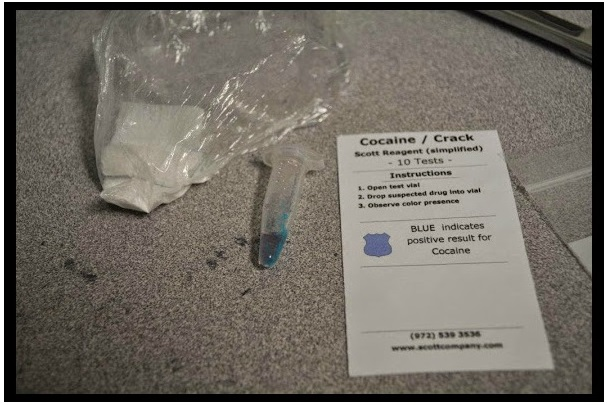 Cocaine / Crack
Scott Reagent (simplified)
- 10 Tests -
Instructions
1. Open test vial
2. Drop suspected drug into vial
3. Observe color presence
BLUE indicates
positive result for
Cocaine
(972) 539 3536
www.scottcompany.com